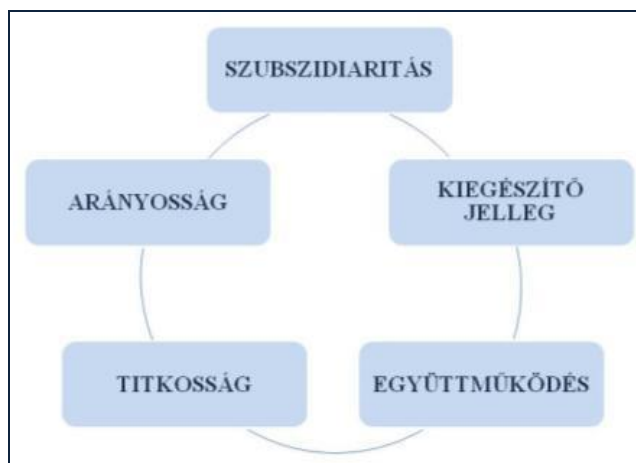 SZUBSZIDIARITÁS
KIEGÉSZÍTŐ
JELLEG
EGYÜTTMŰKÖDÉS
TITKOSSÁG
ARÁNYOSSÁG